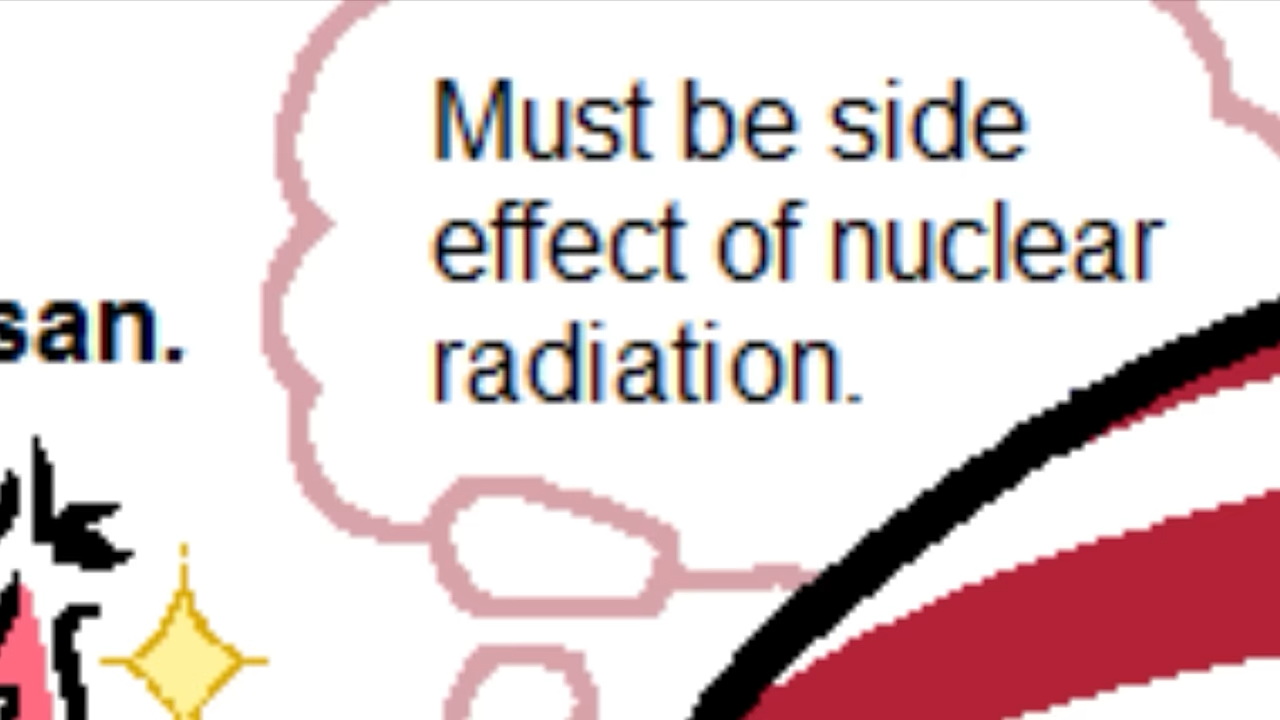 Must be side
effect of nuclear
radiation.
san.